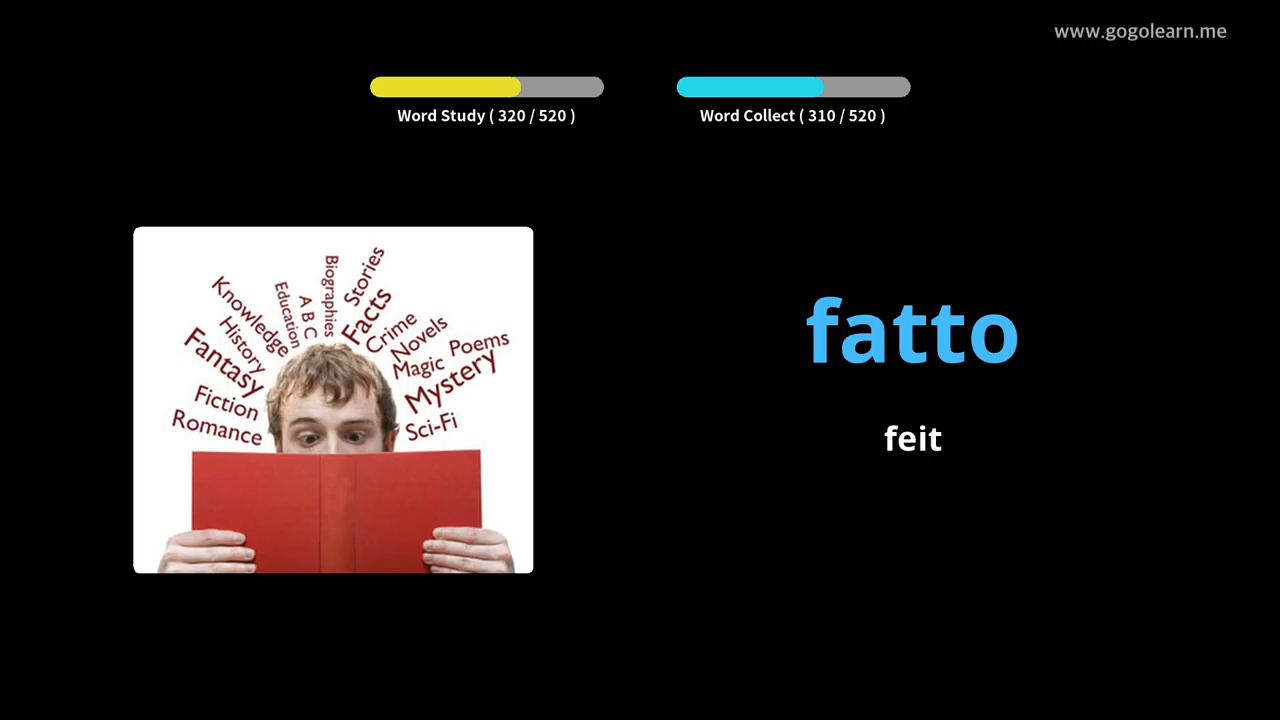 www.gogolearn.me
Word Study ( 320 / 520 )
Word Collect ( 310 / 520 )
Biographies
Stories
Education
A B C
Facts
Knowledge
Crime
History
Novels
Poems
Fantasy
Magic
Mystery
Fiction
Romance
Sci-Fi
fatto
feit